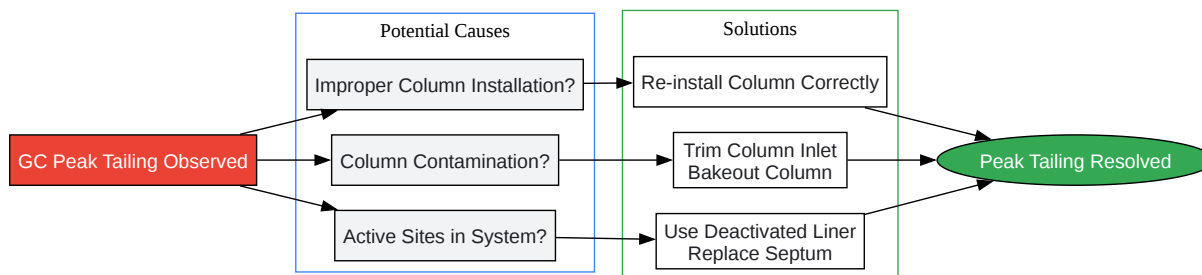 Potential Causes
Solutions
Improper Column Installation?
Re-install Column Correctly
GC Peak Tailing Observed
Column Contamination?
Trim Column Inlet
Bakeout Column
Peak Tailing Resolved
Active Sites in System?
Use Deactivated Liner
Replace Septum